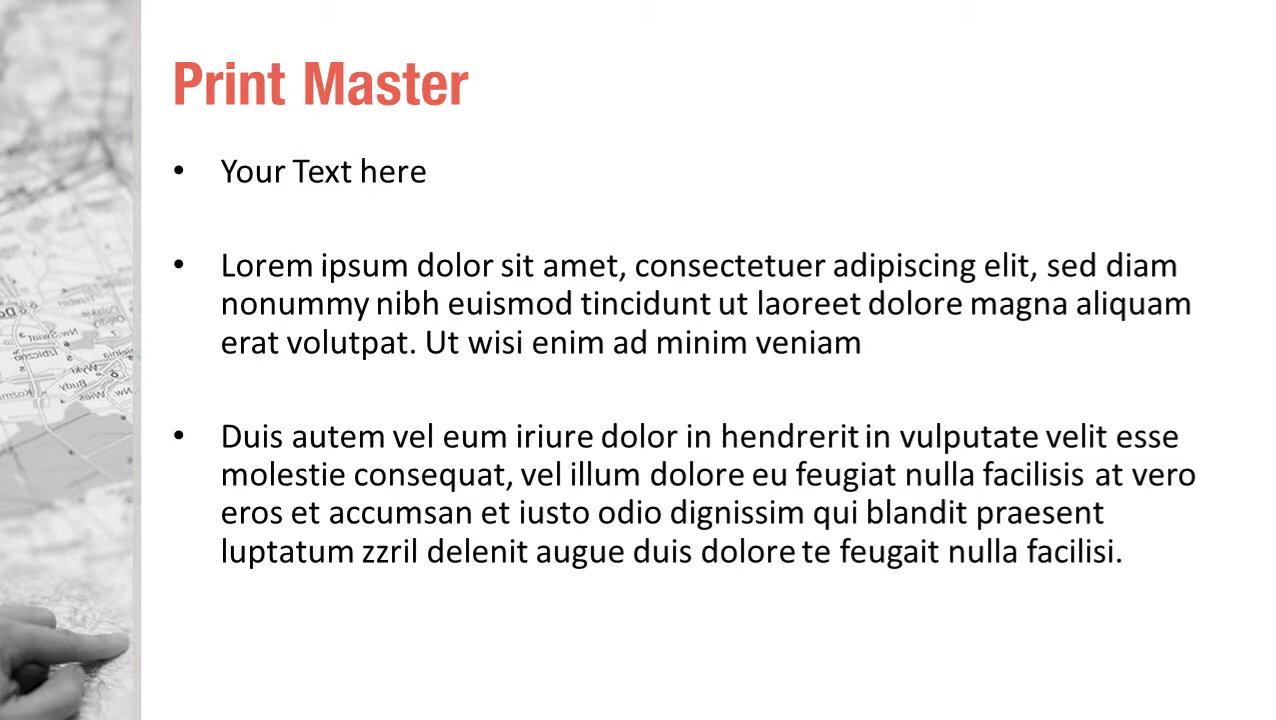 Print Master
• Your Text here
• Lorem ipsum dolor sit amet, consectetuer adipiscing elit, sed diam
nonummy nibh euismod tincidunt ut laoreet dolore magna aliquam
erat volutpat. Ut wisi enim ad minim veniam
• Duis autem vel eum iriure dolor in hendrerit in vulputate velit esse
molestie consequat, vel illum dolore eu feugiat nulla facilisis at vero
eros et accumsan et iusto odio dignissim qui blandit praesent
luptatum zzril delenit augue duis dolore te feugait nulla facilisi.